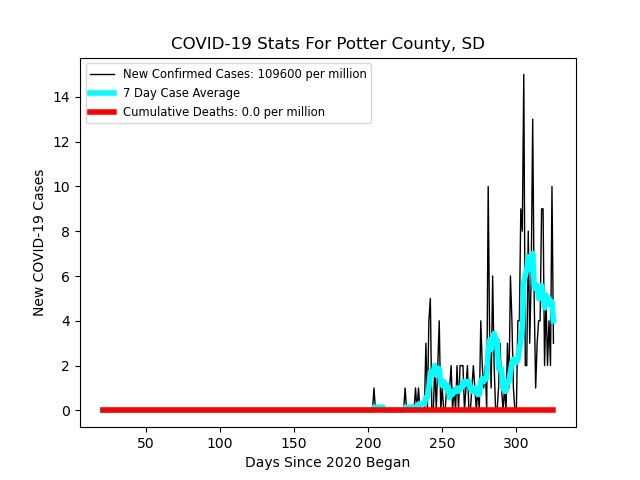 COVID-19 Stats For Potter County, SD
New Confirmed Cases: 109600 per million
7 Day Case Average
Cumulative Deaths: 0.0 per million
New COVID-19 Cases
14
12
10
8
6
4
2
0
50 100 150 200 250 300
Days Since 2020 Began